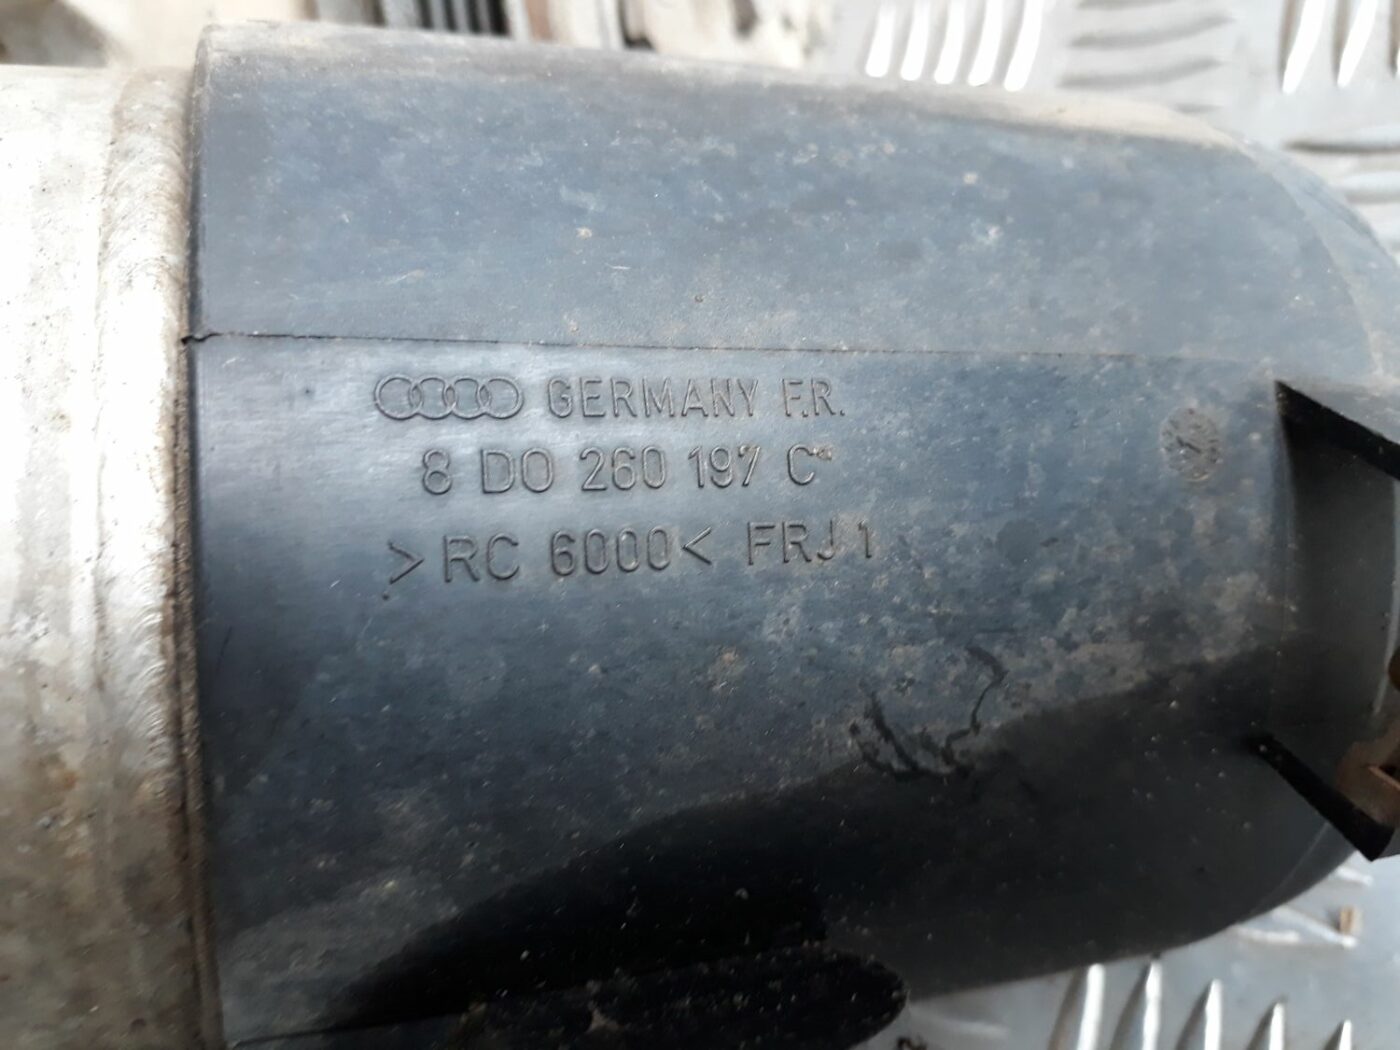 GERMANY F.R.
8 D0 260 197 C
>RC 6000< FRJ 1